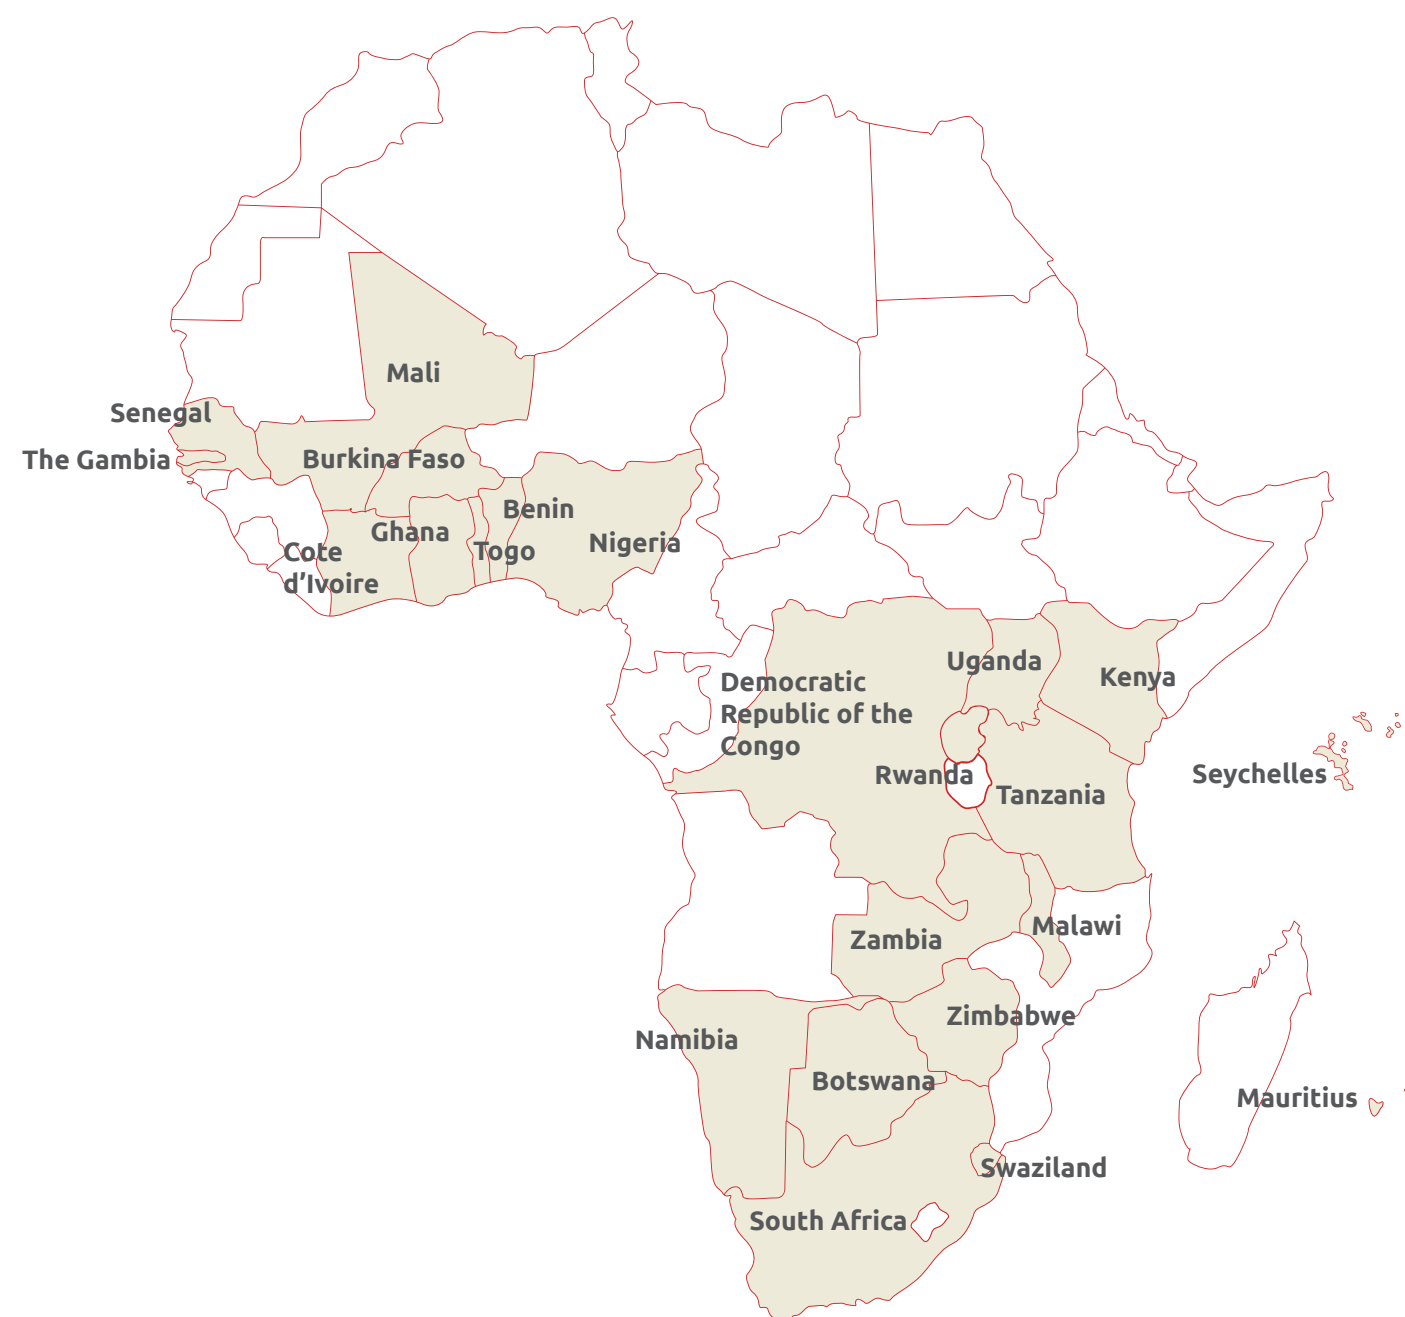 Mali
Senegal
The Gambia
Burkina Faso
Benin
Ghana
Togo
Nigeria
Cote
d’Ivoire
Uganda
Kenya
Democratic
Republic of the
Congo
Rwanda
Seychelles
Tanzania
Malawi
Zambia
Zimbabwe
Namibia
Botswana
Mauritius
Swaziland
South Africa